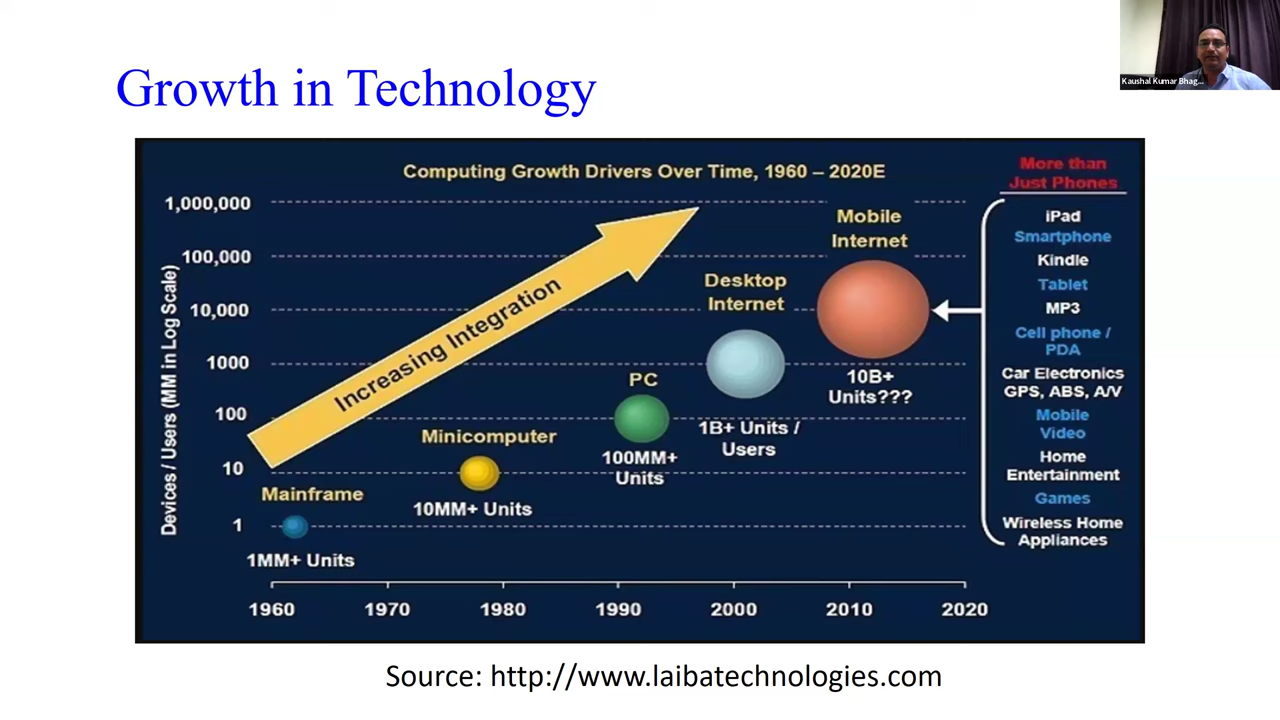 Kaushal Kumar Bhag...
Growth in Technology
Computing Growth Drivers Over Time, 1960 – 2020E
More than
Just Phones
Devices / Users (MM in Log Scale)
1,000,000
100,000
10,000
1000
100
10
1
Increasing Integration
Mainframe
1MM+ Units
Minicomputer
10MM+ Units
PC
100MM+
Units
Desktop
Internet
1B+ Units /
Users
Mobile
Internet
10B+
Units???
iPad
Smartphone
Kindle
Tablet
MP3
Cell phone /
PDA
Car Electronics
GPS, ABS, A/V
Mobile
Video
Home
Entertainment
Games
Wireless Home
Appliances
1960
1970
1980
1990
2000
2010
2020
Source: http://www.laibatechnologies.com